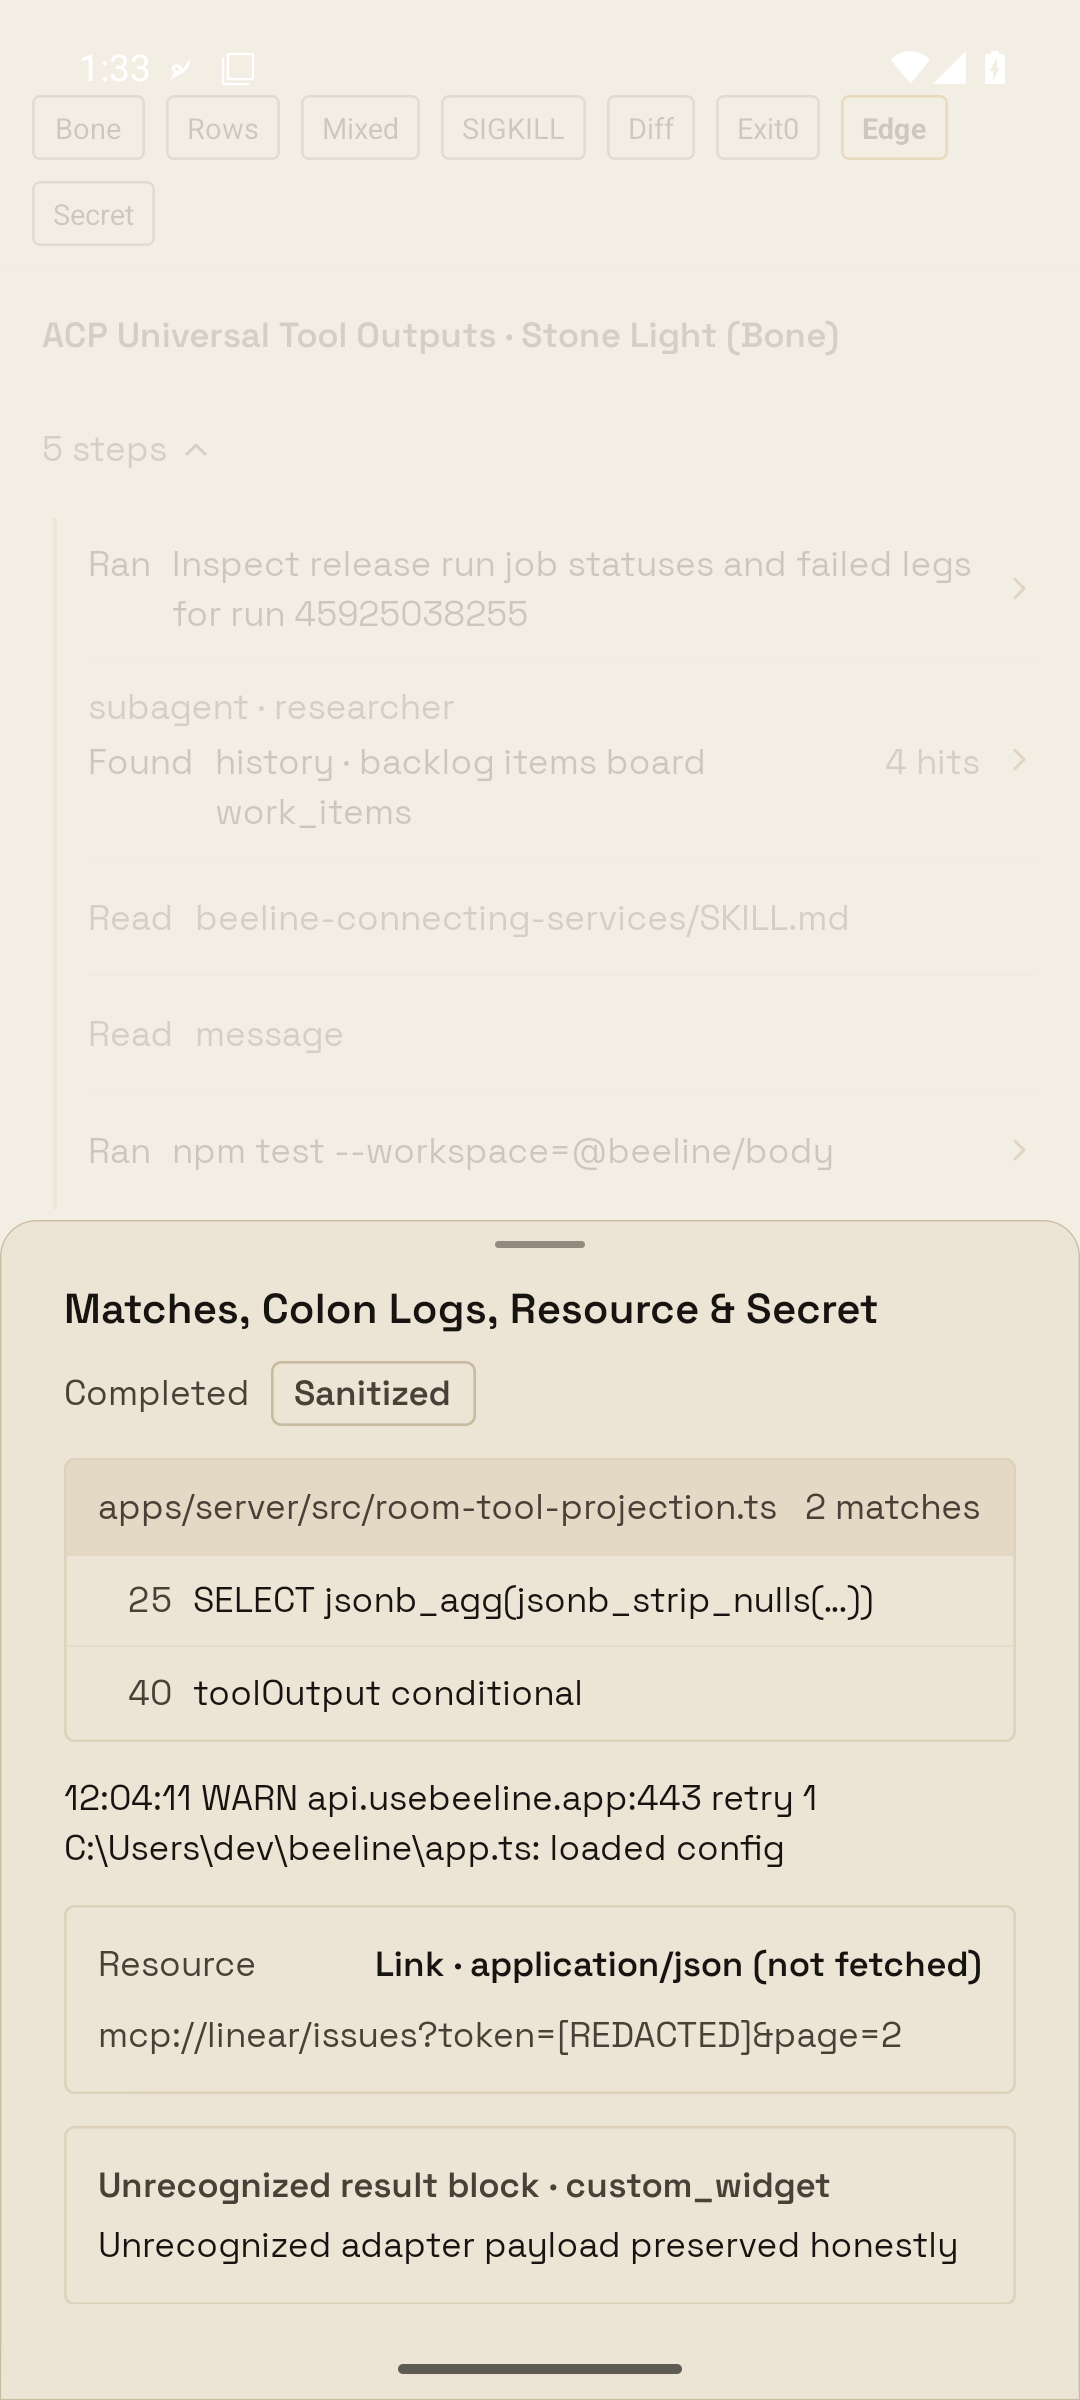 1:33
Bone Rows Mixed SIGKILL Diff Exit0 Edge
Secret
ACP Universal Tool Outputs · Stone Light (Bone)
5 steps
Ran Inspect release run job statuses and failed legs
for run 45925038255
subagent · researcher
Found history · backlog items board 4 hits
work_items
Read beeline-connecting-services/SKILL.md
Read message
Ran npm test --workspace=@beeline/body
Matches, Colon Logs, Resource & Secret
Completed Sanitized
apps/server/src/room-tool-projection.ts 2 matches
25 SELECT jsonb_agg(jsonb_strip_nulls(…))
40 toolOutput conditional
12:04:11 WARN api.usebeeline.app:443 retry 1
C:\Users\dev\beeline\app.ts: loaded config
Resource Link · application/json (not fetched)
mcp://linear/issues?token=[REDACTED]&page=2
Unrecognized result block · custom_widget
Unrecognized adapter payload preserved honestly